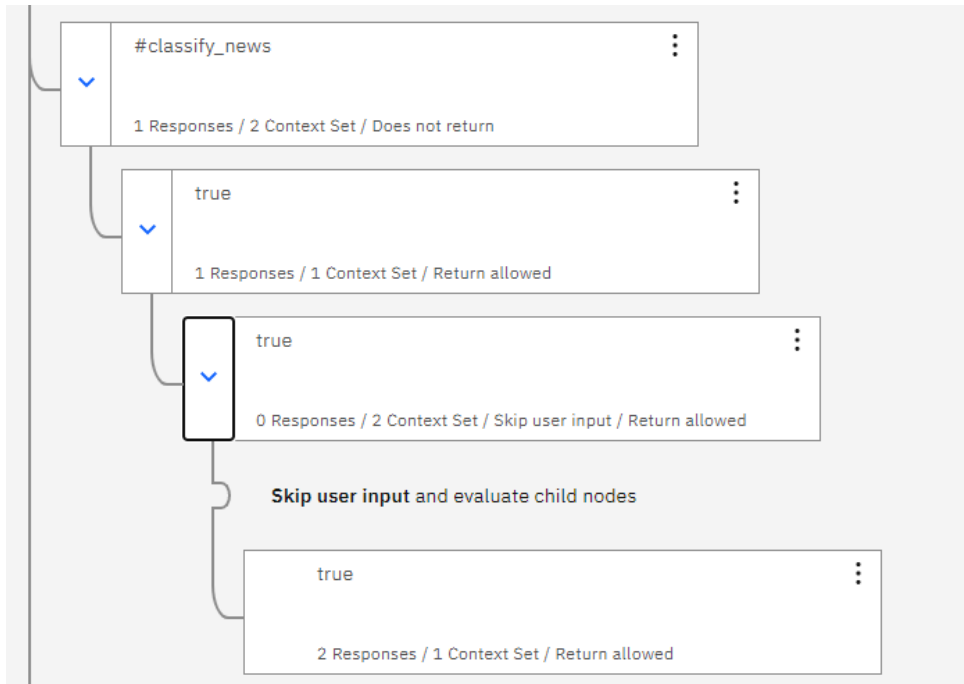 #classify_news
1 Responses / 2 Context Set / Does not return
true
1 Responses / 1 Context Set / Return allowed
true
0 Responses / 2 Context Set / Skip user input / Return allowed
Skip user input and evaluate child nodes
true
2 Responses / 1 Context Set / Return allowed